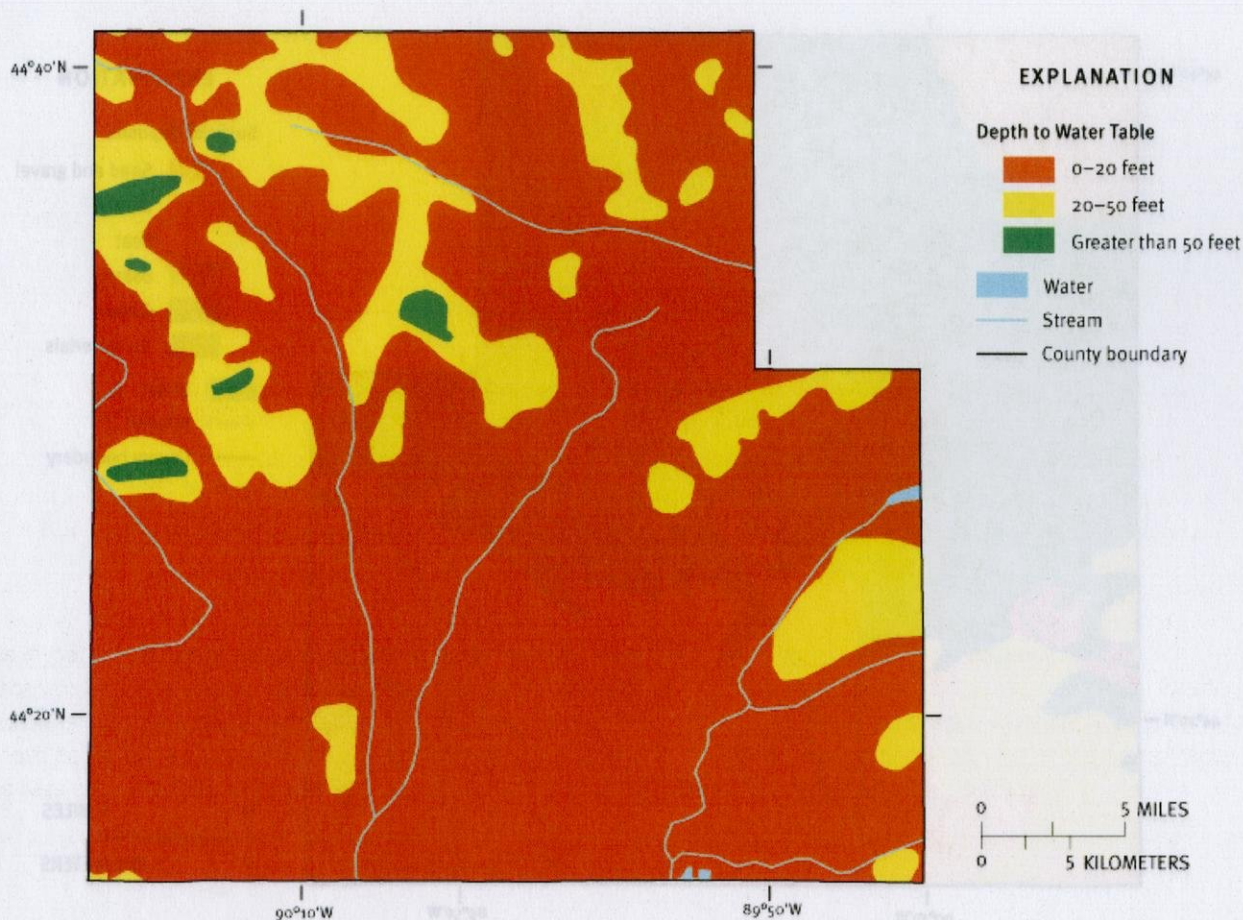 44°40'N
EXPLANATION
Depth to Water Table
0–20 feet
20–50 feet
Greater than 50 feet
Water
Stream
County boundary
44°20'N
0 5 MILES
0 5 KILOMETERS
90°10'W
89°50'W